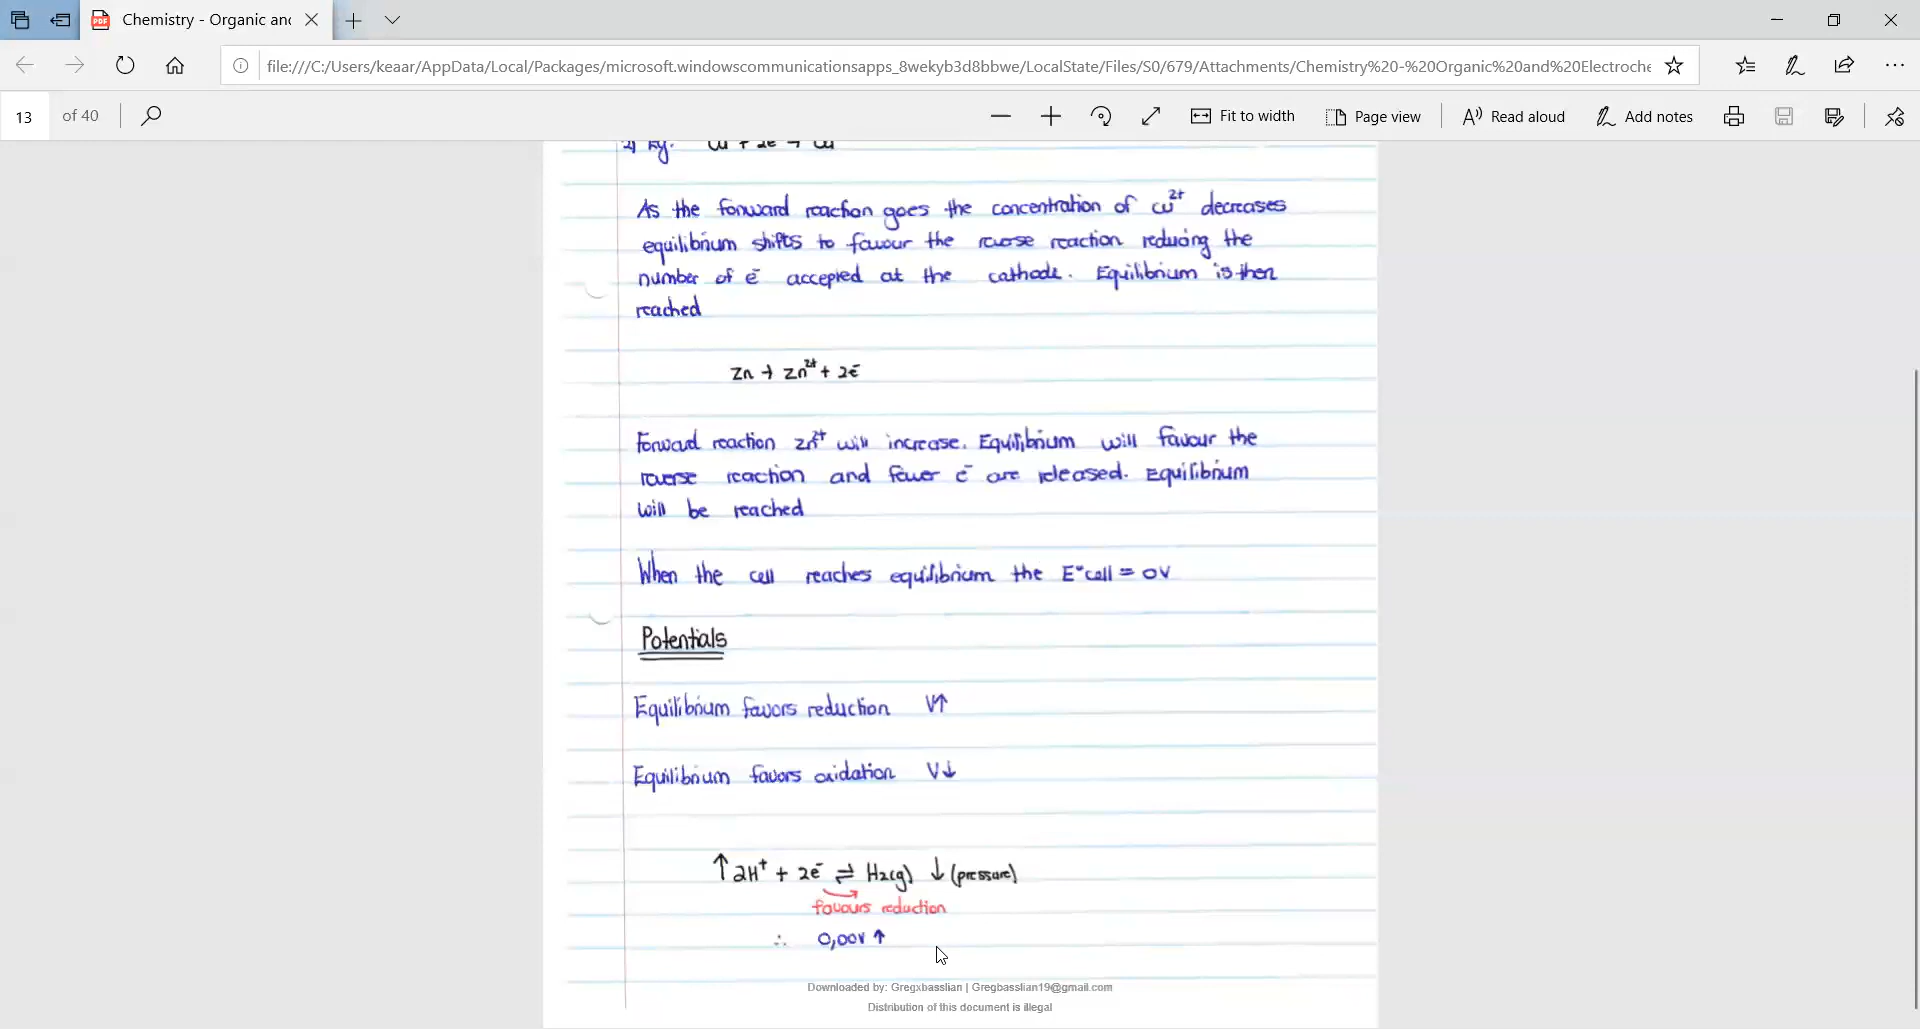 Chemistry - Organic and
file:///C:/Users/keaar/AppData/Local/Packages/microsoft.windowscommunicationsapps_8wekyb3d8bbwe/LocalState/Files/S0/679/Attachments/Chemistry%20-%20Organic%20and%20Electroche
13 of 40 Fit to width Page view Read aloud Add notes
As the forward reaction goes the concentration of Cu²⁺ decreases
equilibrium shifts to favour the reverse reaction reducing the
number of e⁻ accepted at the cathode. Equilibrium is then
reached
Zn → Zn²⁺ + 2e⁻
Forward reaction Zn²⁺ will increase. Equilibrium will favour the
reverse reaction and fewer e⁻ are released. Equilibrium
will be reached
When the cell reaches equilibrium the E°cell = 0V
Potentials
Equilibrium favors reduction V↑
Equilibrium favors oxidation V↓
↑ 2H⁺ + 2e⁻ ⇌ H₂(g) ↓ (pressure)
favours reduction
∴ 0,00V ↑
Downloaded by: Gregxbasslian | Gregbasslian19@gmail.com
Distribution of this document is illegal